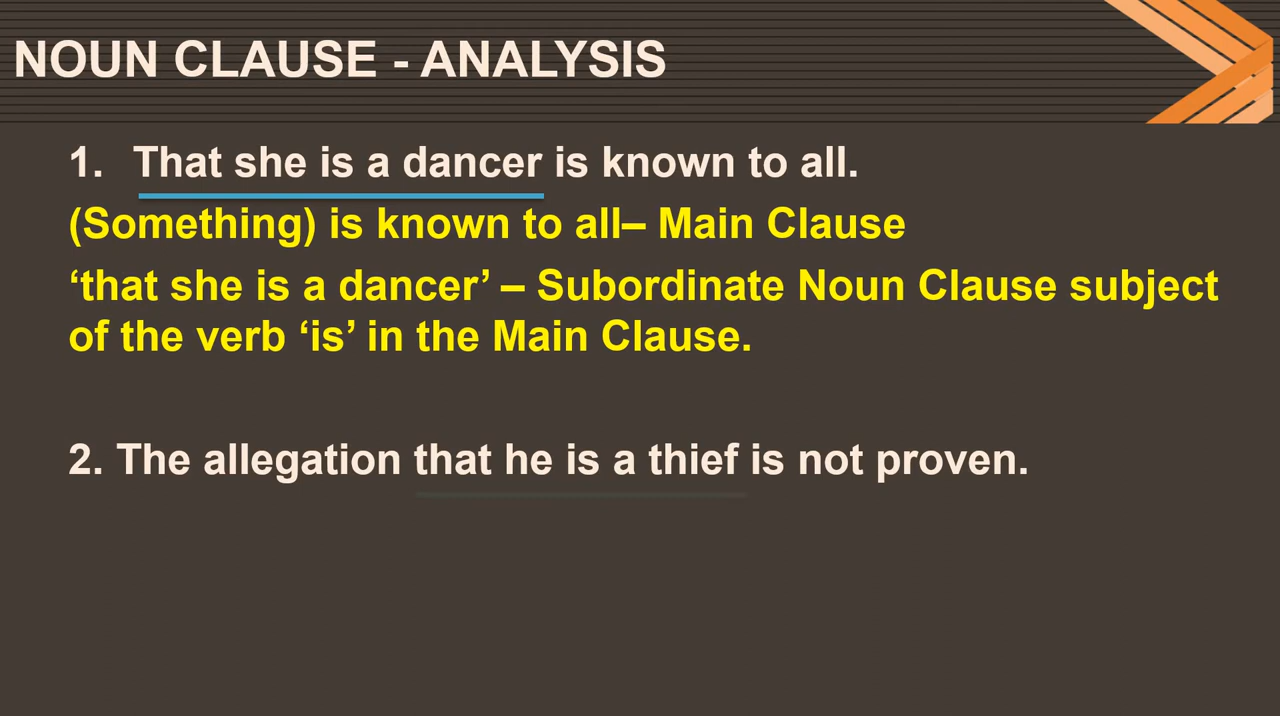 NOUN CLAUSE - ANALYSIS
1. That she is a dancer is known to all.
(Something) is known to all– Main Clause
‘that she is a dancer’ – Subordinate Noun Clause subject
of the verb ‘is’ in the Main Clause.
2. The allegation that he is a thief is not proven.